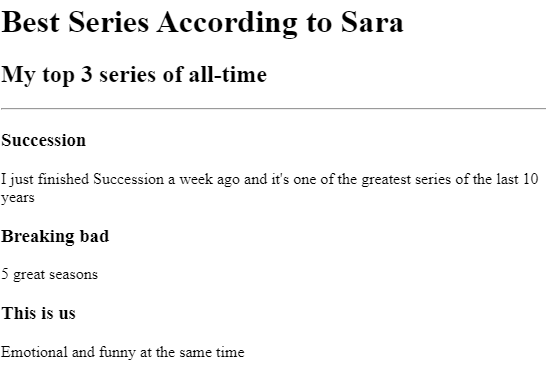 Best Series According to Sara
My top 3 series of all-time
Succession
I just finished Succession a week ago and it's one of the greatest series of the last 10
years
Breaking bad
5 great seasons
This is us
Emotional and funny at the same time